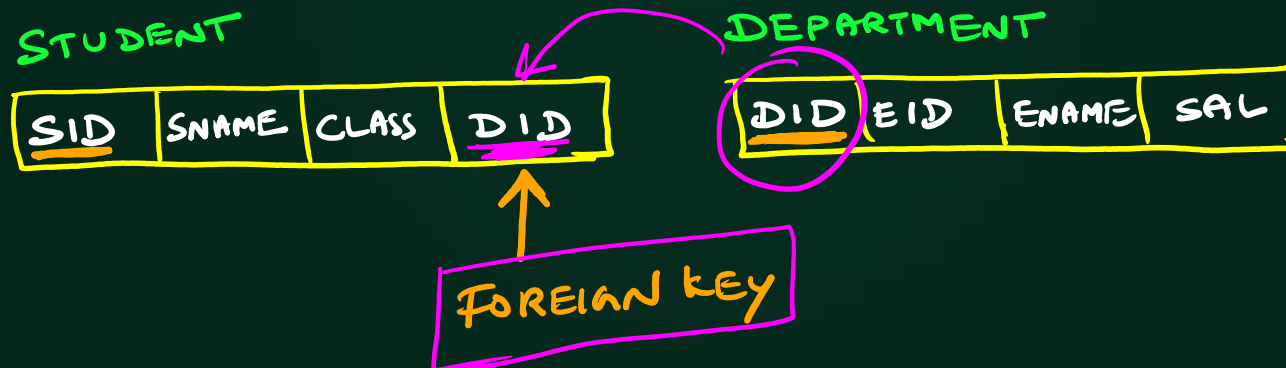 STUDENT
DEPARTMENT
SID SNAME CLASS DID
DID EID ENAME SAL
FOREIGN KEY